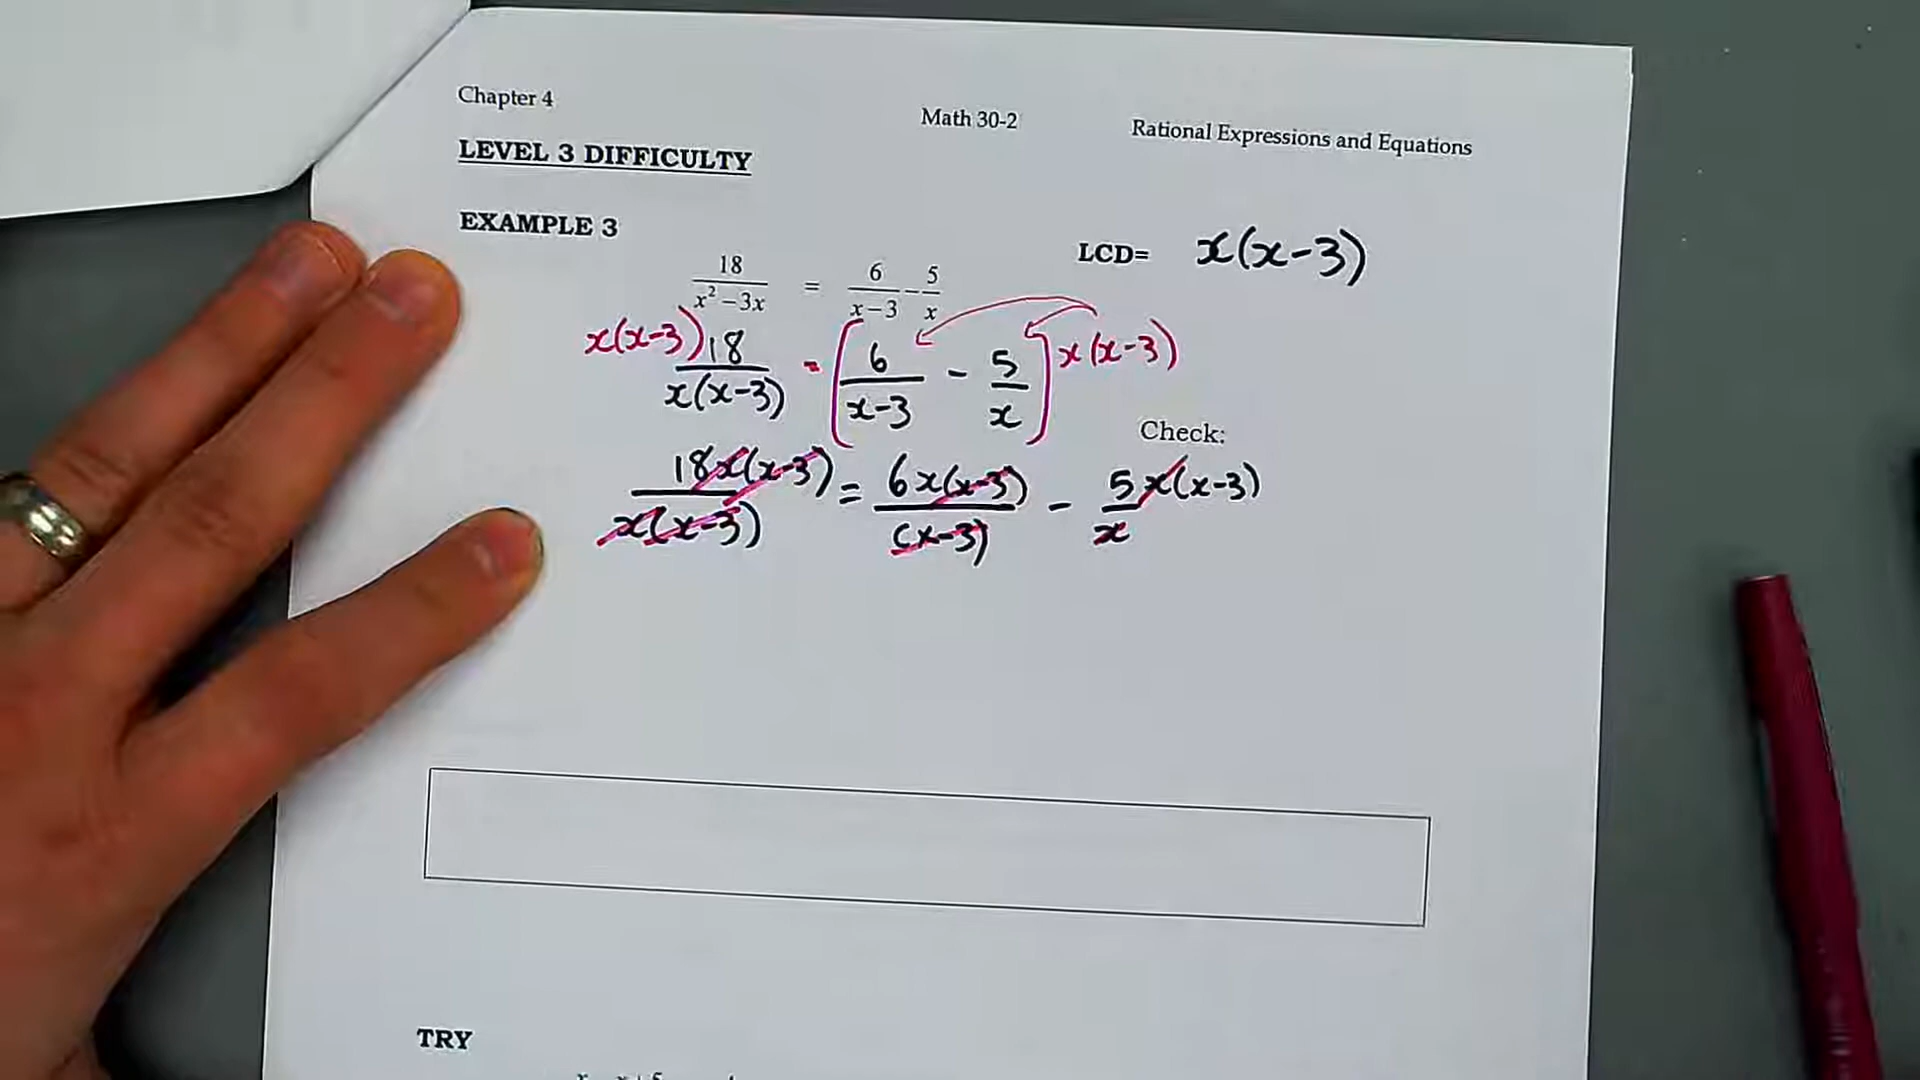 Chapter 4
Math 30-2
Rational Expressions and Equations
LEVEL 3 DIFFICULTY
EXAMPLE 3
LCD= x(x-3)
18/(x² - 3x) = 6/(x-3) - 5/x
x(x-3) 18/(x(x-3)) = [6/(x-3) - 5/x] x(x-3)
Check:
18x(x-3)/(x(x-3)) = 6x(x-3)/(x-3) - 5x(x-3)/x
TRY